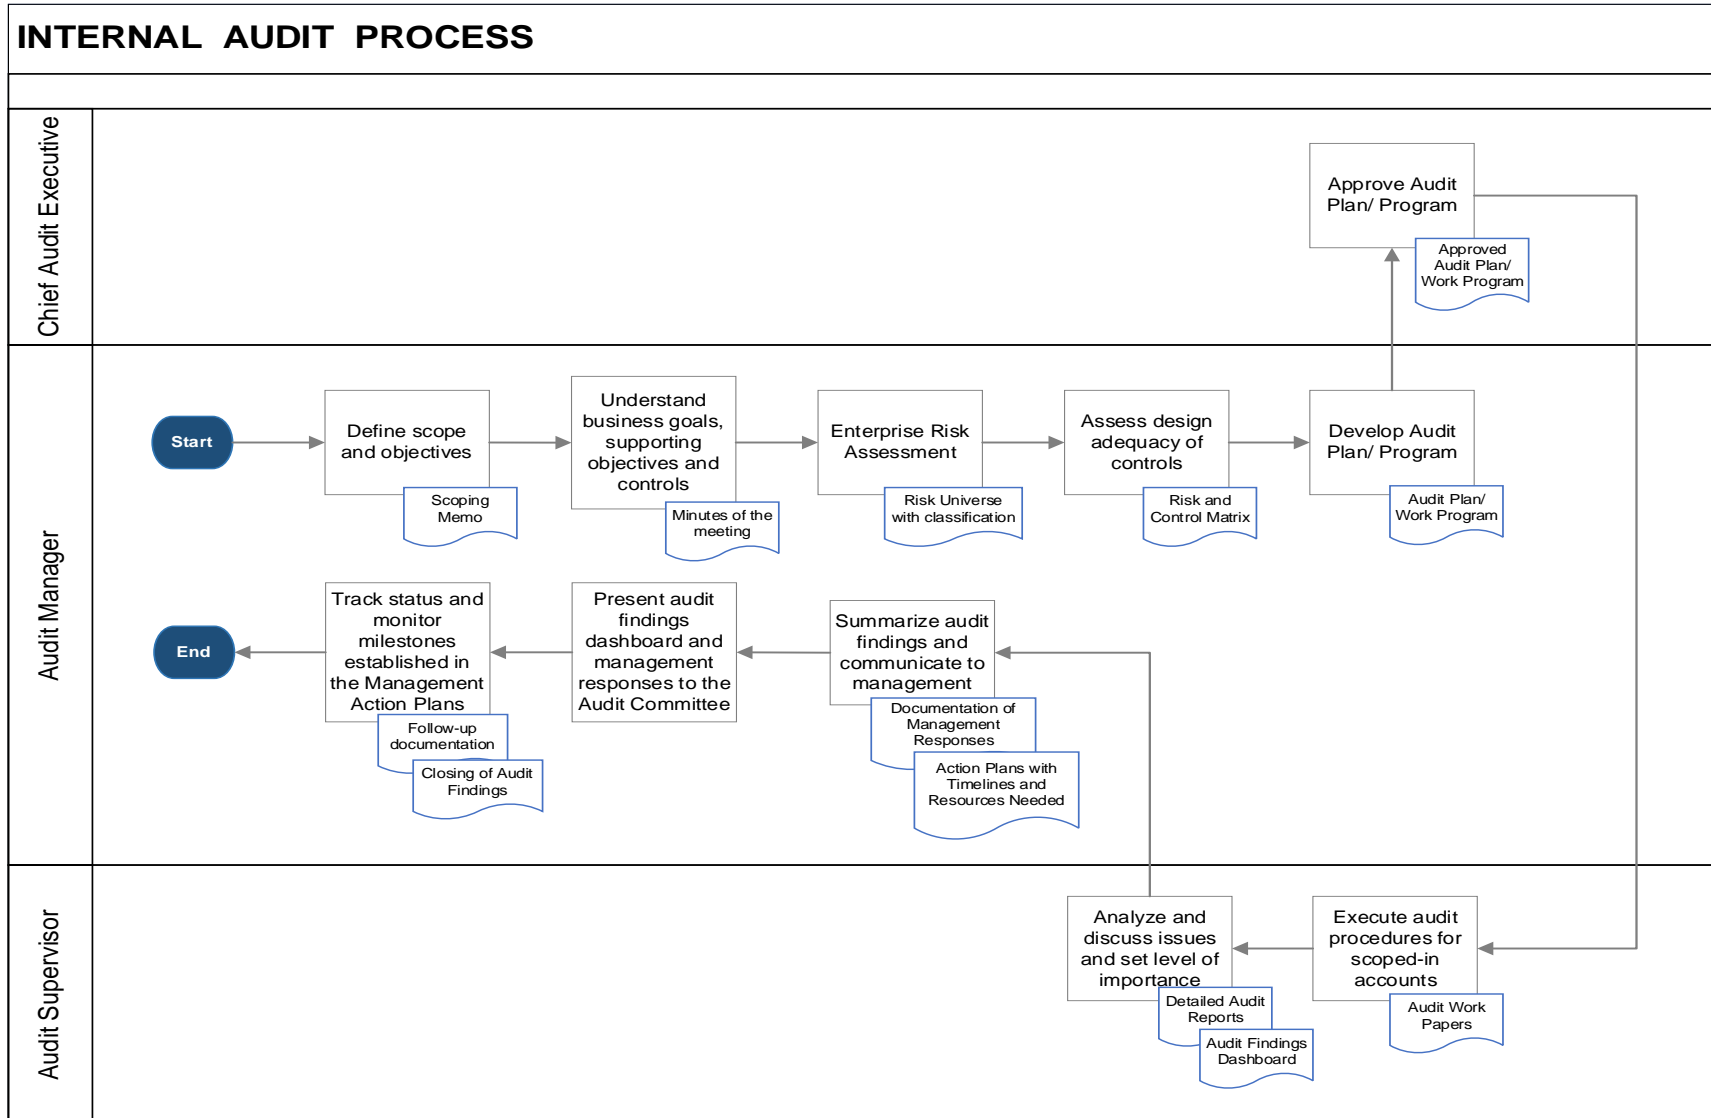 INTERNAL AUDIT PROCESS
Chief Audit Executive
Approve Audit
Plan/ Program
Approved
Audit Plan/
Work Program
Audit Manager
Start
Define scope
and objectives
Scoping
Memo
Understand
business goals,
supporting
objectives and
controls
Minutes of the
meeting
Enterprise Risk
Assessment
Risk Universe
with classification
Assess design
adequacy of
controls
Risk and
Control Matrix
Develop Audit
Plan/ Program
Audit Plan/
Work Program
End
Track status and
monitor
milestones
established in
the Management
Action Plans
Follow-up
documentation
Closing of Audit
Findings
Present audit
findings
dashboard and
management
responses to the
Audit Committee
Summarize audit
findings and
communicate to
management
Documentation of
Management
Responses
Action Plans with
Timelines and
Resources Needed
Audit Supervisor
Analyze and
discuss issues
and set level of
importance
Detailed Audit
Reports
Audit Findings
Dashboard
Execute audit
procedures for
scoped-in
accounts
Audit Work
Papers